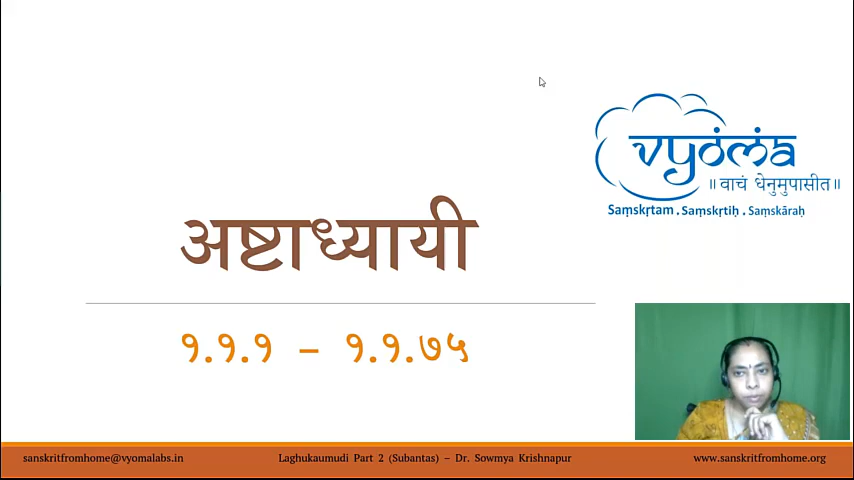 vyoma
॥ वाचं धेनुमुपासीत॥
Saṃskṛtam . Saṃskṛtiḥ . Saṃskāraḥ
अष्टाध्यायी
१.१.१ – १.१.७५
sanskritfromhome@vyomalabs.in
Laghukaumudi Part 2 (Subantas) – Dr. Sowmya Krishnapur
www.sanskritfromhome.org